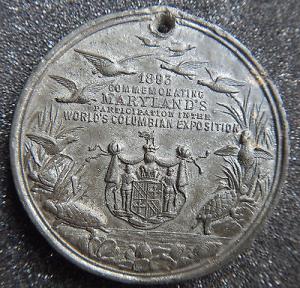 1893
COMMEMORATING
MARYLAND'S
PARTICIPATION IN THE
WORLD'S COLUMBIAN EXPOSITION